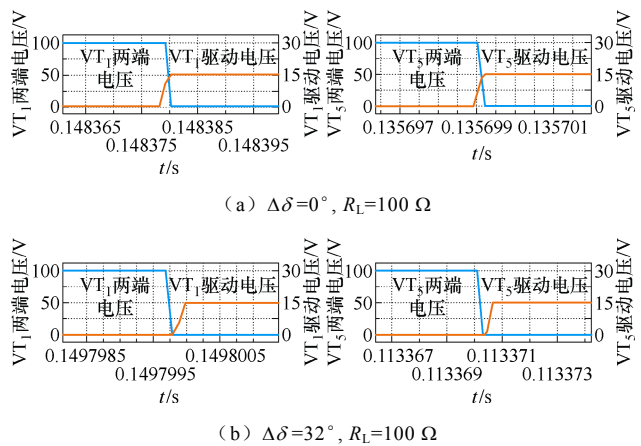 VT₁两端电压/V
100
50
0
VT₁两端
电压
VT₁驱动电压
30
15
0
VT₁驱动电压/V
0.148365
0.148385
0.148375
0.148395
t/s
VT₅两端电压/V
100
50
0
VT₅两端
电压
VT₅驱动电压
30
15
0
VT₅驱动电压/V
0.135697
0.135699
0.135701
t/s
(a) Δδ=0°, R_L=100 Ω
VT₁两端电压/V
100
50
0
VT₁两端
电压
VT₁驱动电压
30
15
0
VT₁驱动电压/V
0.1497985
0.1498005
0.1497995
t/s
VT₅两端电压/V
100
50
0
VT₅两端
电压
VT₅驱动电压
30
15
0
VT₅驱动电压/V
0.113367
0.113371
0.113369
0.113373
t/s
(b) Δδ=32°, R_L=100 Ω